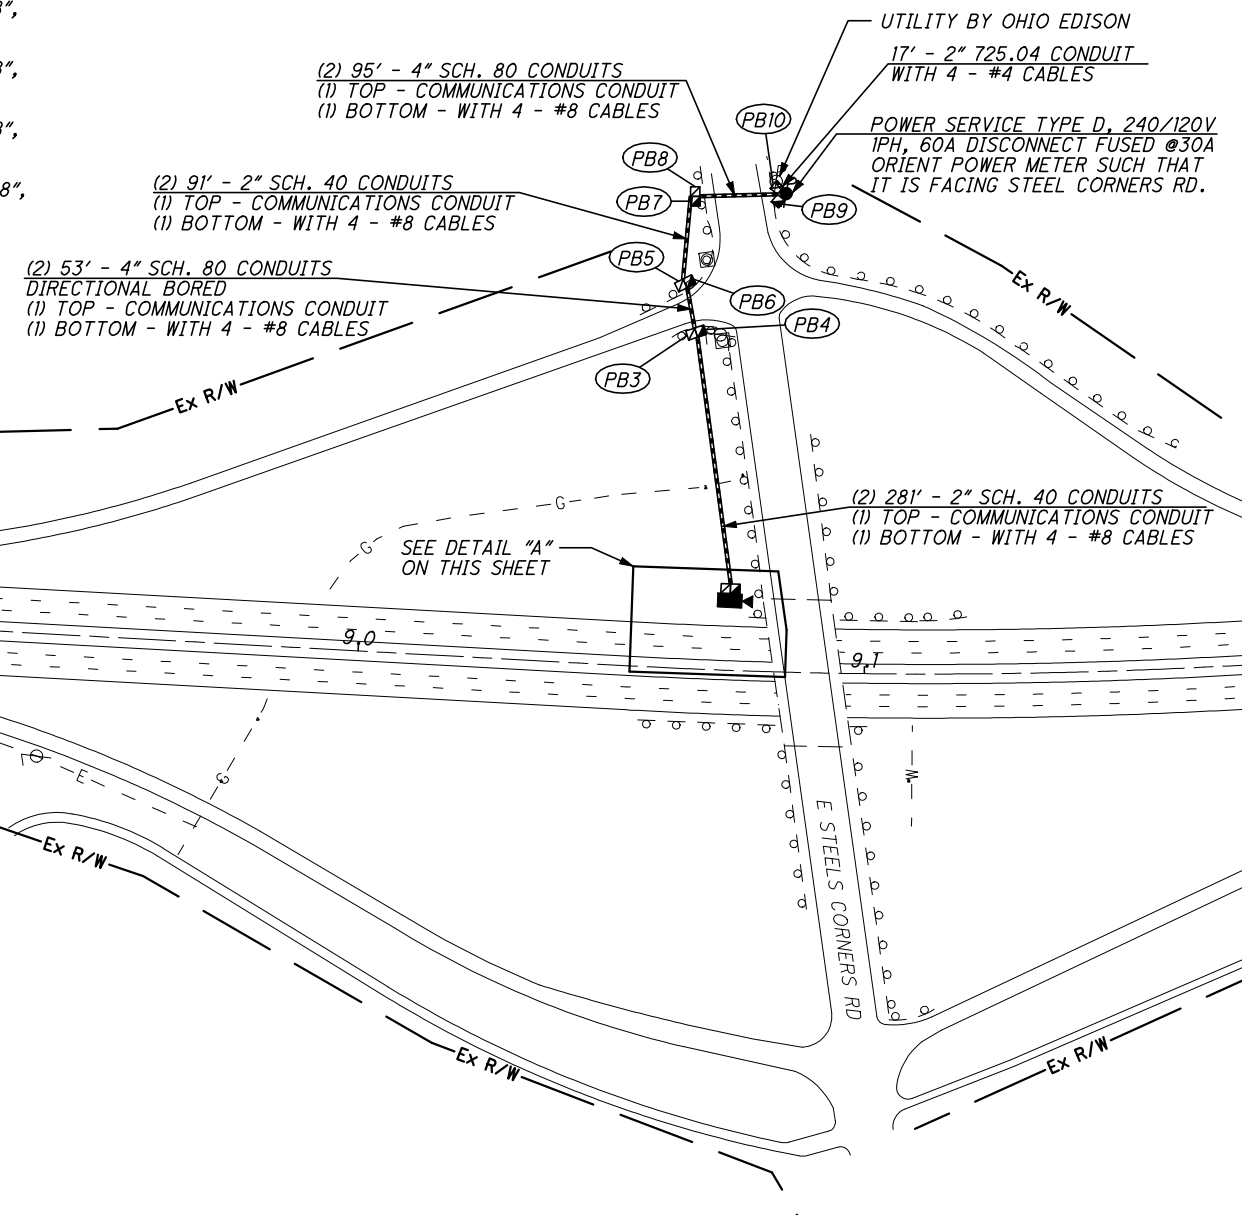 3",
3",
3",
8",
UTILITY BY OHIO EDISON
17' - 2" 725.04 CONDUIT
WITH 4 - #4 CABLES
(2) 95' - 4" SCH. 80 CONDUITS
(1) TOP - COMMUNICATIONS CONDUIT
(1) BOTTOM - WITH 4 - #8 CABLES
PB10
POWER SERVICE TYPE D, 240/120V
1PH, 60A DISCONNECT FUSED @30A
ORIENT POWER METER SUCH THAT
IT IS FACING STEEL CORNERS RD.
PB8
(2) 91' - 2" SCH. 40 CONDUITS
(1) TOP - COMMUNICATIONS CONDUIT
(1) BOTTOM - WITH 4 - #8 CABLES
PB7
PB9
PB5
(2) 53' - 4" SCH. 80 CONDUITS
DIRECTIONAL BORED
(1) TOP - COMMUNICATIONS CONDUIT
(1) BOTTOM - WITH 4 - #8 CABLES
PB6
Ex R/W
PB4
PB3
Ex R/W
(2) 281' - 2" SCH. 40 CONDUITS
(1) TOP - COMMUNICATIONS CONDUIT
(1) BOTTOM - WITH 4 - #8 CABLES
G
G
SEE DETAIL "A"
ON THIS SHEET
9.0
9.1
G
E
W
E STEELS CORNERS RD
Ex R/W
Ex R/W
Ex R/W